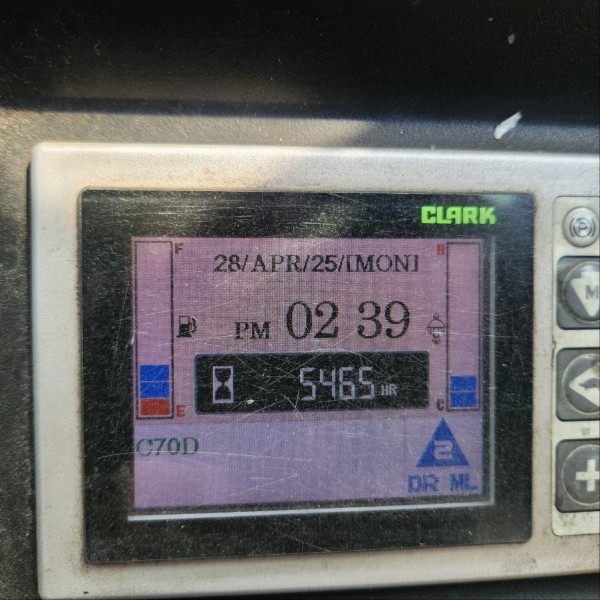 CLARK
F
28/APR/25/[MON]
H
PM 02 39
5465 HR
E
C
C70D
2
DR ML
P
M
+